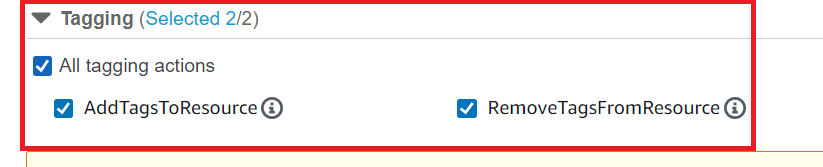 Tagging (Selected 2/2)
All tagging actions
AddTagsToResource RemoveTagsFromResource